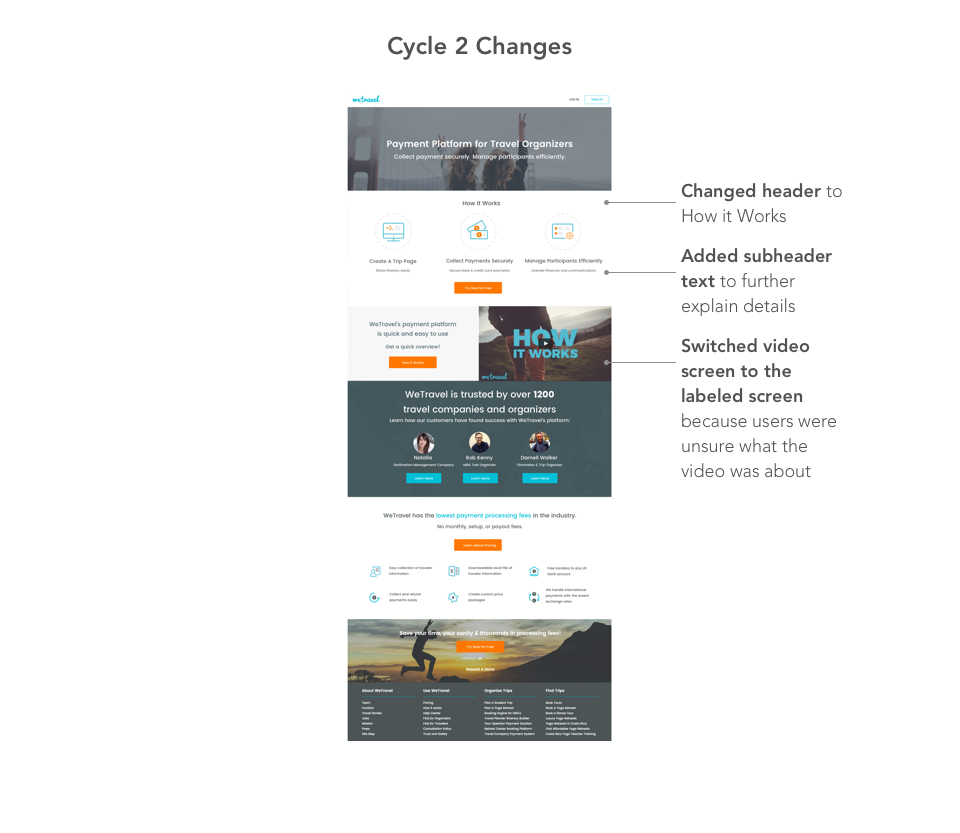 Cycle 2 Changes
wetravel
LOG IN
SIGN UP
Payment Platform for Travel Organizers
Collect payment securely. Manage participants efficiently.
How It Works
Create A Trip Page
Share itinerary easily
Collect Payments Securely
Secure bank & credit card payments
Manage Participants Efficiently
Oversee finances and communications
Try Now for Free
WeTravel's payment platform
is quick and easy to use
Get a quick overview!
How It Works
HOW
IT WORKS
wetravel
WeTravel is trusted by over 1200
travel companies and organizers
Learn how our customers have found success with WeTravel's platform:
Natalia
Destination Management Company
Learn More
Rob Kenny
MBA Trek Organizer
Learn More
Darnell Walker
Filmmaker & Trip Organizer
Learn More
WeTravel has the lowest payment processing fees in the industry.
No monthly, setup, or payout fees.
Learn About Pricing
Easy collection of traveler
information
Downloadable excel file of
traveler information
Free transfers to any US
bank account
Collect and refund
payments easily
Create custom price
packages
We handle international
payments with the lowest
exchange rates
Save your time, your sanity & thousands in processing fees!
Try Now for Free
or
Request A Demo
About WeTravel
Team
Contact
Travel Stories
Jobs
Mission
Press
Site Map
Use WeTravel
Pricing
How it works
Help Center
FAQ for Organizers
FAQ for Travelers
Cancellation Policy
Trust and Safety
Organize Trips
Plan a Student Trip
Plan a Yoga Retreat
Booking Engine for DMCs
Travel Planner Itinerary Builder
Tour Operator Payment Solution
Retreat Center Booking Platform
Travel Company Payment System
Find Trips
Book Tours
Book a Yoga Retreat
Book a Dance Tour
Luxury Yoga Retreats
Yoga Retreats in Costa Rica
Find Affordable Yoga Retreats
Costa Rica Yoga Teacher Training
Changed header to
How it Works
Added subheader
text to further
explain details
Switched video
screen to the
labeled screen
because users were
unsure what the
video was about